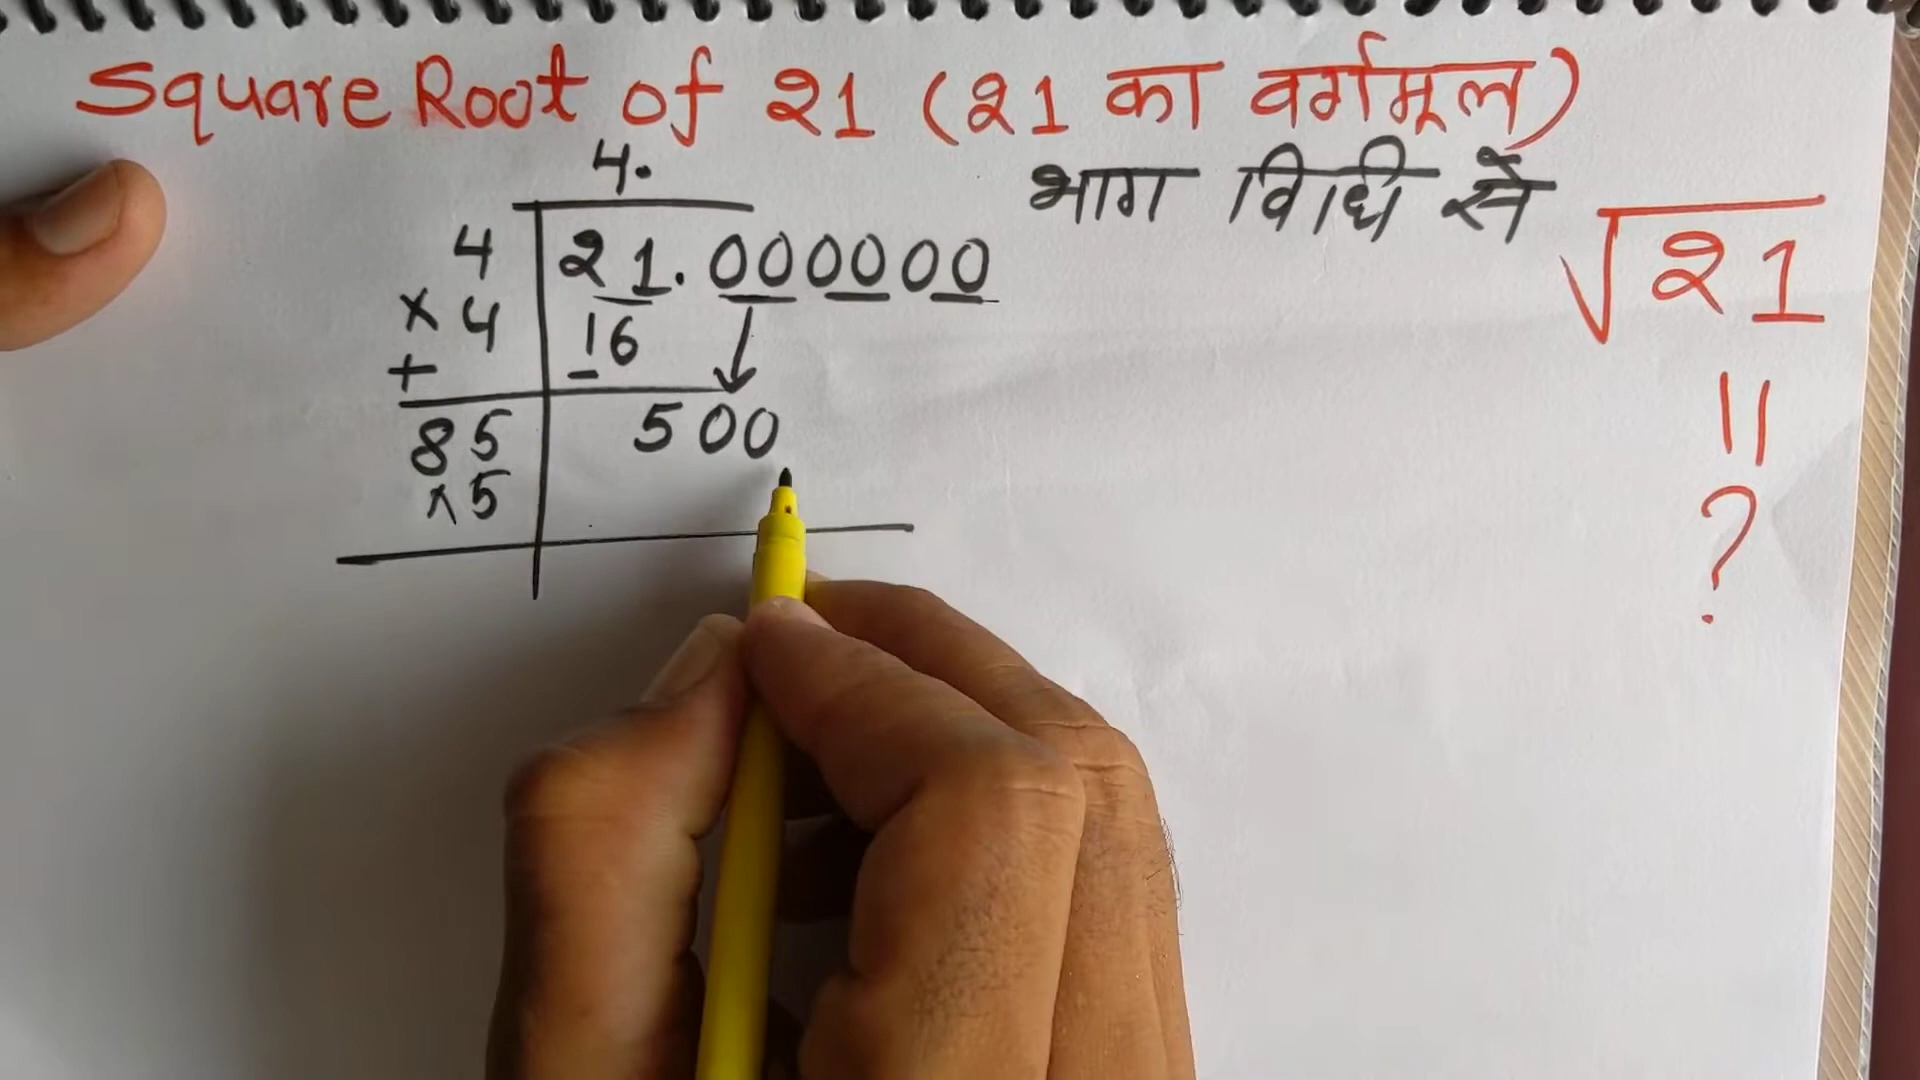 Square Root of 21 (21 का वर्गमूल)
भाग विधि से
4.
4 21.000000
× 4 16
+
85 500
×5
√21
=
?